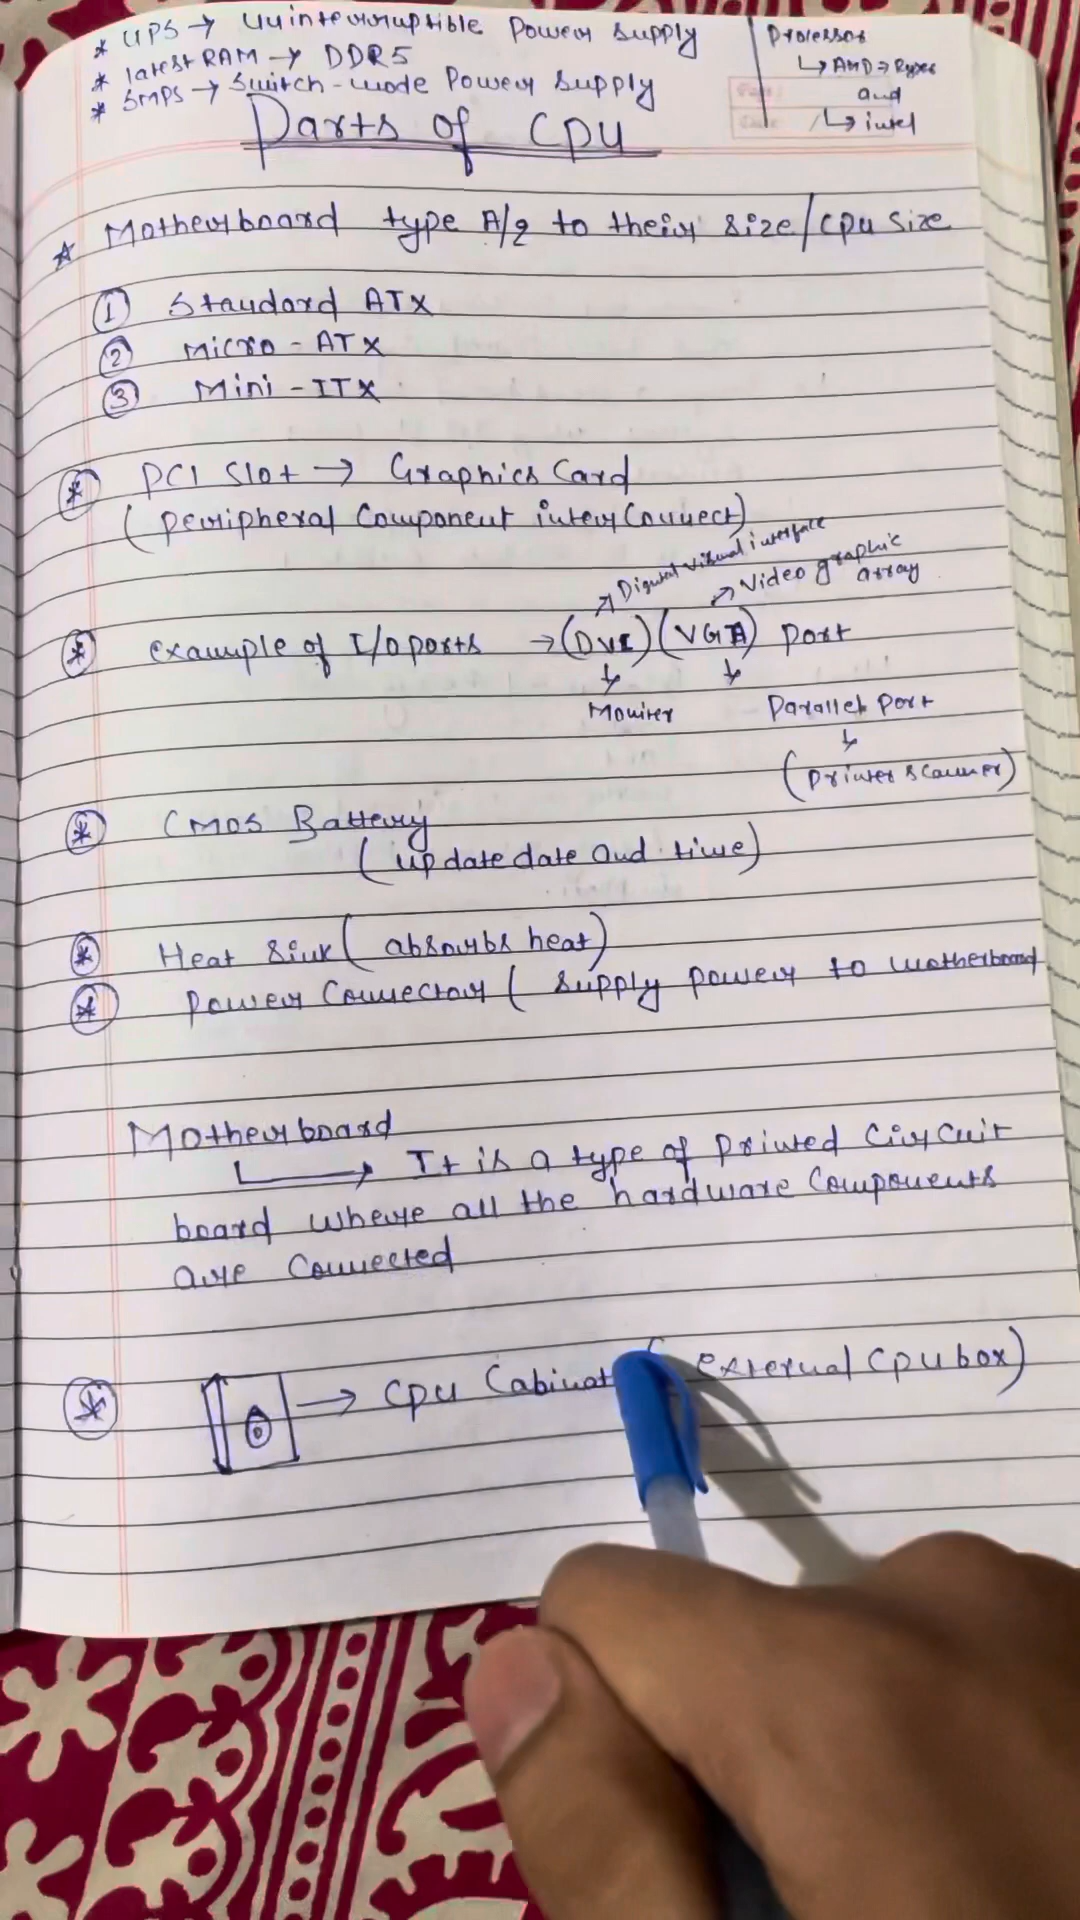 * UPS → Uninterruptible Power Supply
* latest RAM → DDR5
* SMPS → Switch-mode Power Supply
Processor
↳ AMD → Ryzen
and
↳ intel
Parts of CPU
* Motherboard type A/q to their size/CPU size
① Standard ATX
② Micro-ATX
③ Mini-ITX
* PCI Slot → Graphics Card
(Peripheral Component inter Connect)
Digital visual interface
Video graphic
array
* example of I/O ports → (DVI) (VGA) port
Moniter
Parallel port
(printer scanner)
* CMOS Battery
(update date and time)
* Heat Sink (absorbs heat)
* Power Connector ( supply power to motherboard
Motherboard
→ It is a type of printed Circuit
board where all the hardware Components
are Connected
* → CPU Cabinat ( external CPU box)